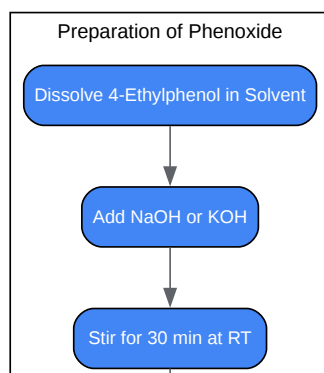 Preparation of Phenoxide
Dissolve 4-Ethylphenol in Solvent
Add NaOH or KOH
Stir for 30 min at RT